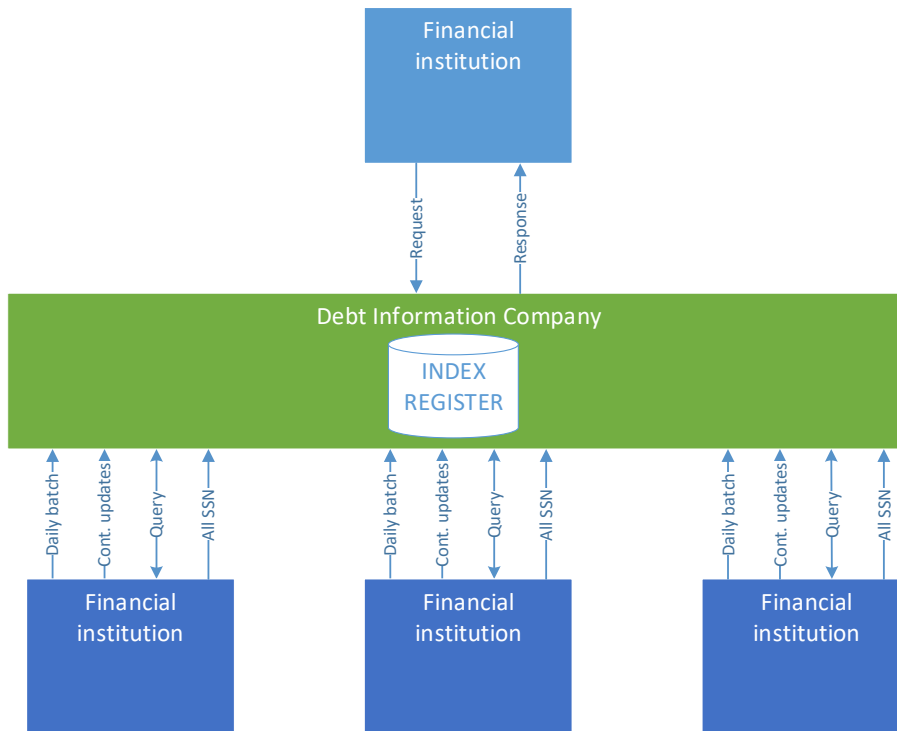 Financial
institution
Request
Response
Debt Information Company
INDEX
REGISTER
Daily batch
Cont. updates
Query
All SSN
Daily batch
Cont. updates
Query
All SSN
Daily batch
Cont. updates
Query
All SSN
Financial
institution
Financial
institution
Financial
institution